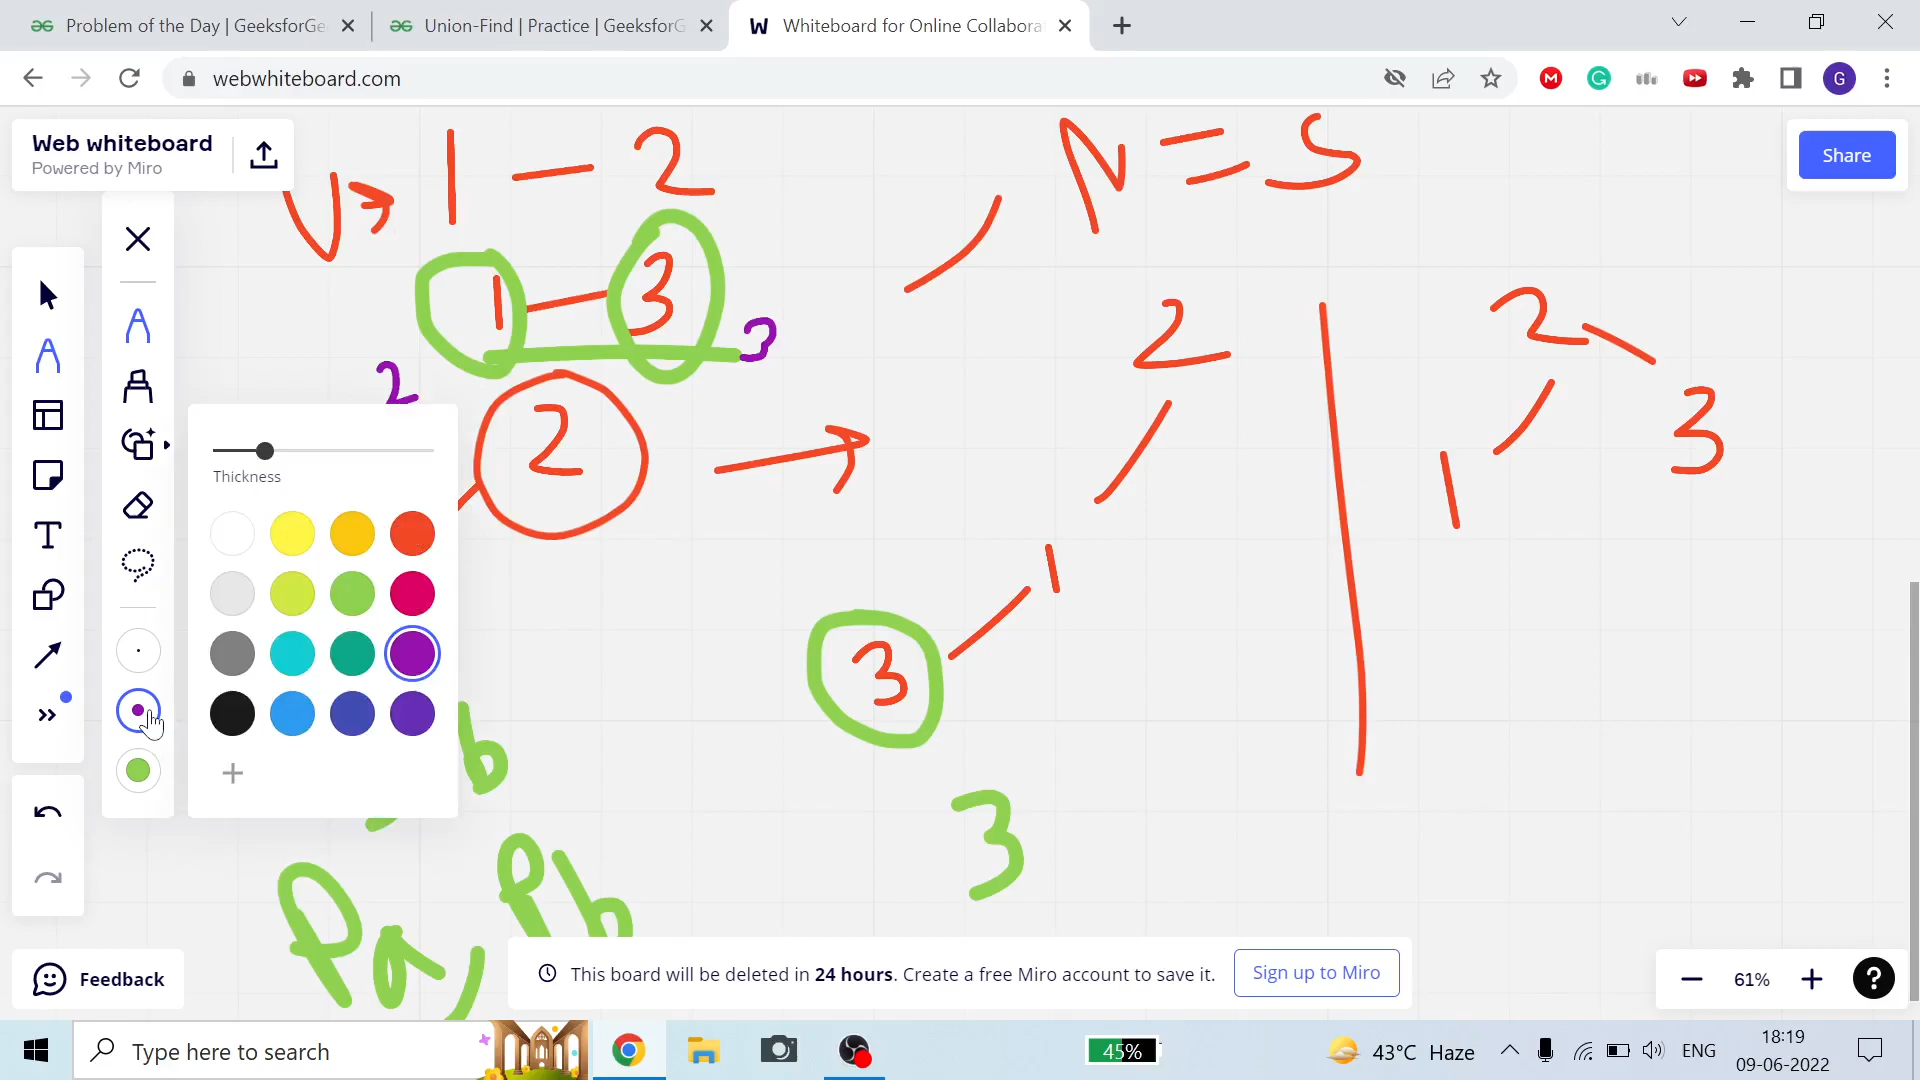 Problem of the Day | GeeksforGe
Union-Find | Practice | GeeksforG
Whiteboard for Online Collabora
webwhiteboard.com
G
Web whiteboard
Powered by Miro
Share
U→ 1 - 2
N = 5
1 - 3
3
2
2
2
2
3
1
1
3
Thickness
b
3
Pa, Pb
This board will be deleted in 24 hours. Create a free Miro account to save it.
Sign up to Miro
Feedback
61%
?
Type here to search
45%
43°C Haze
ENG
18:19
09-06-2022